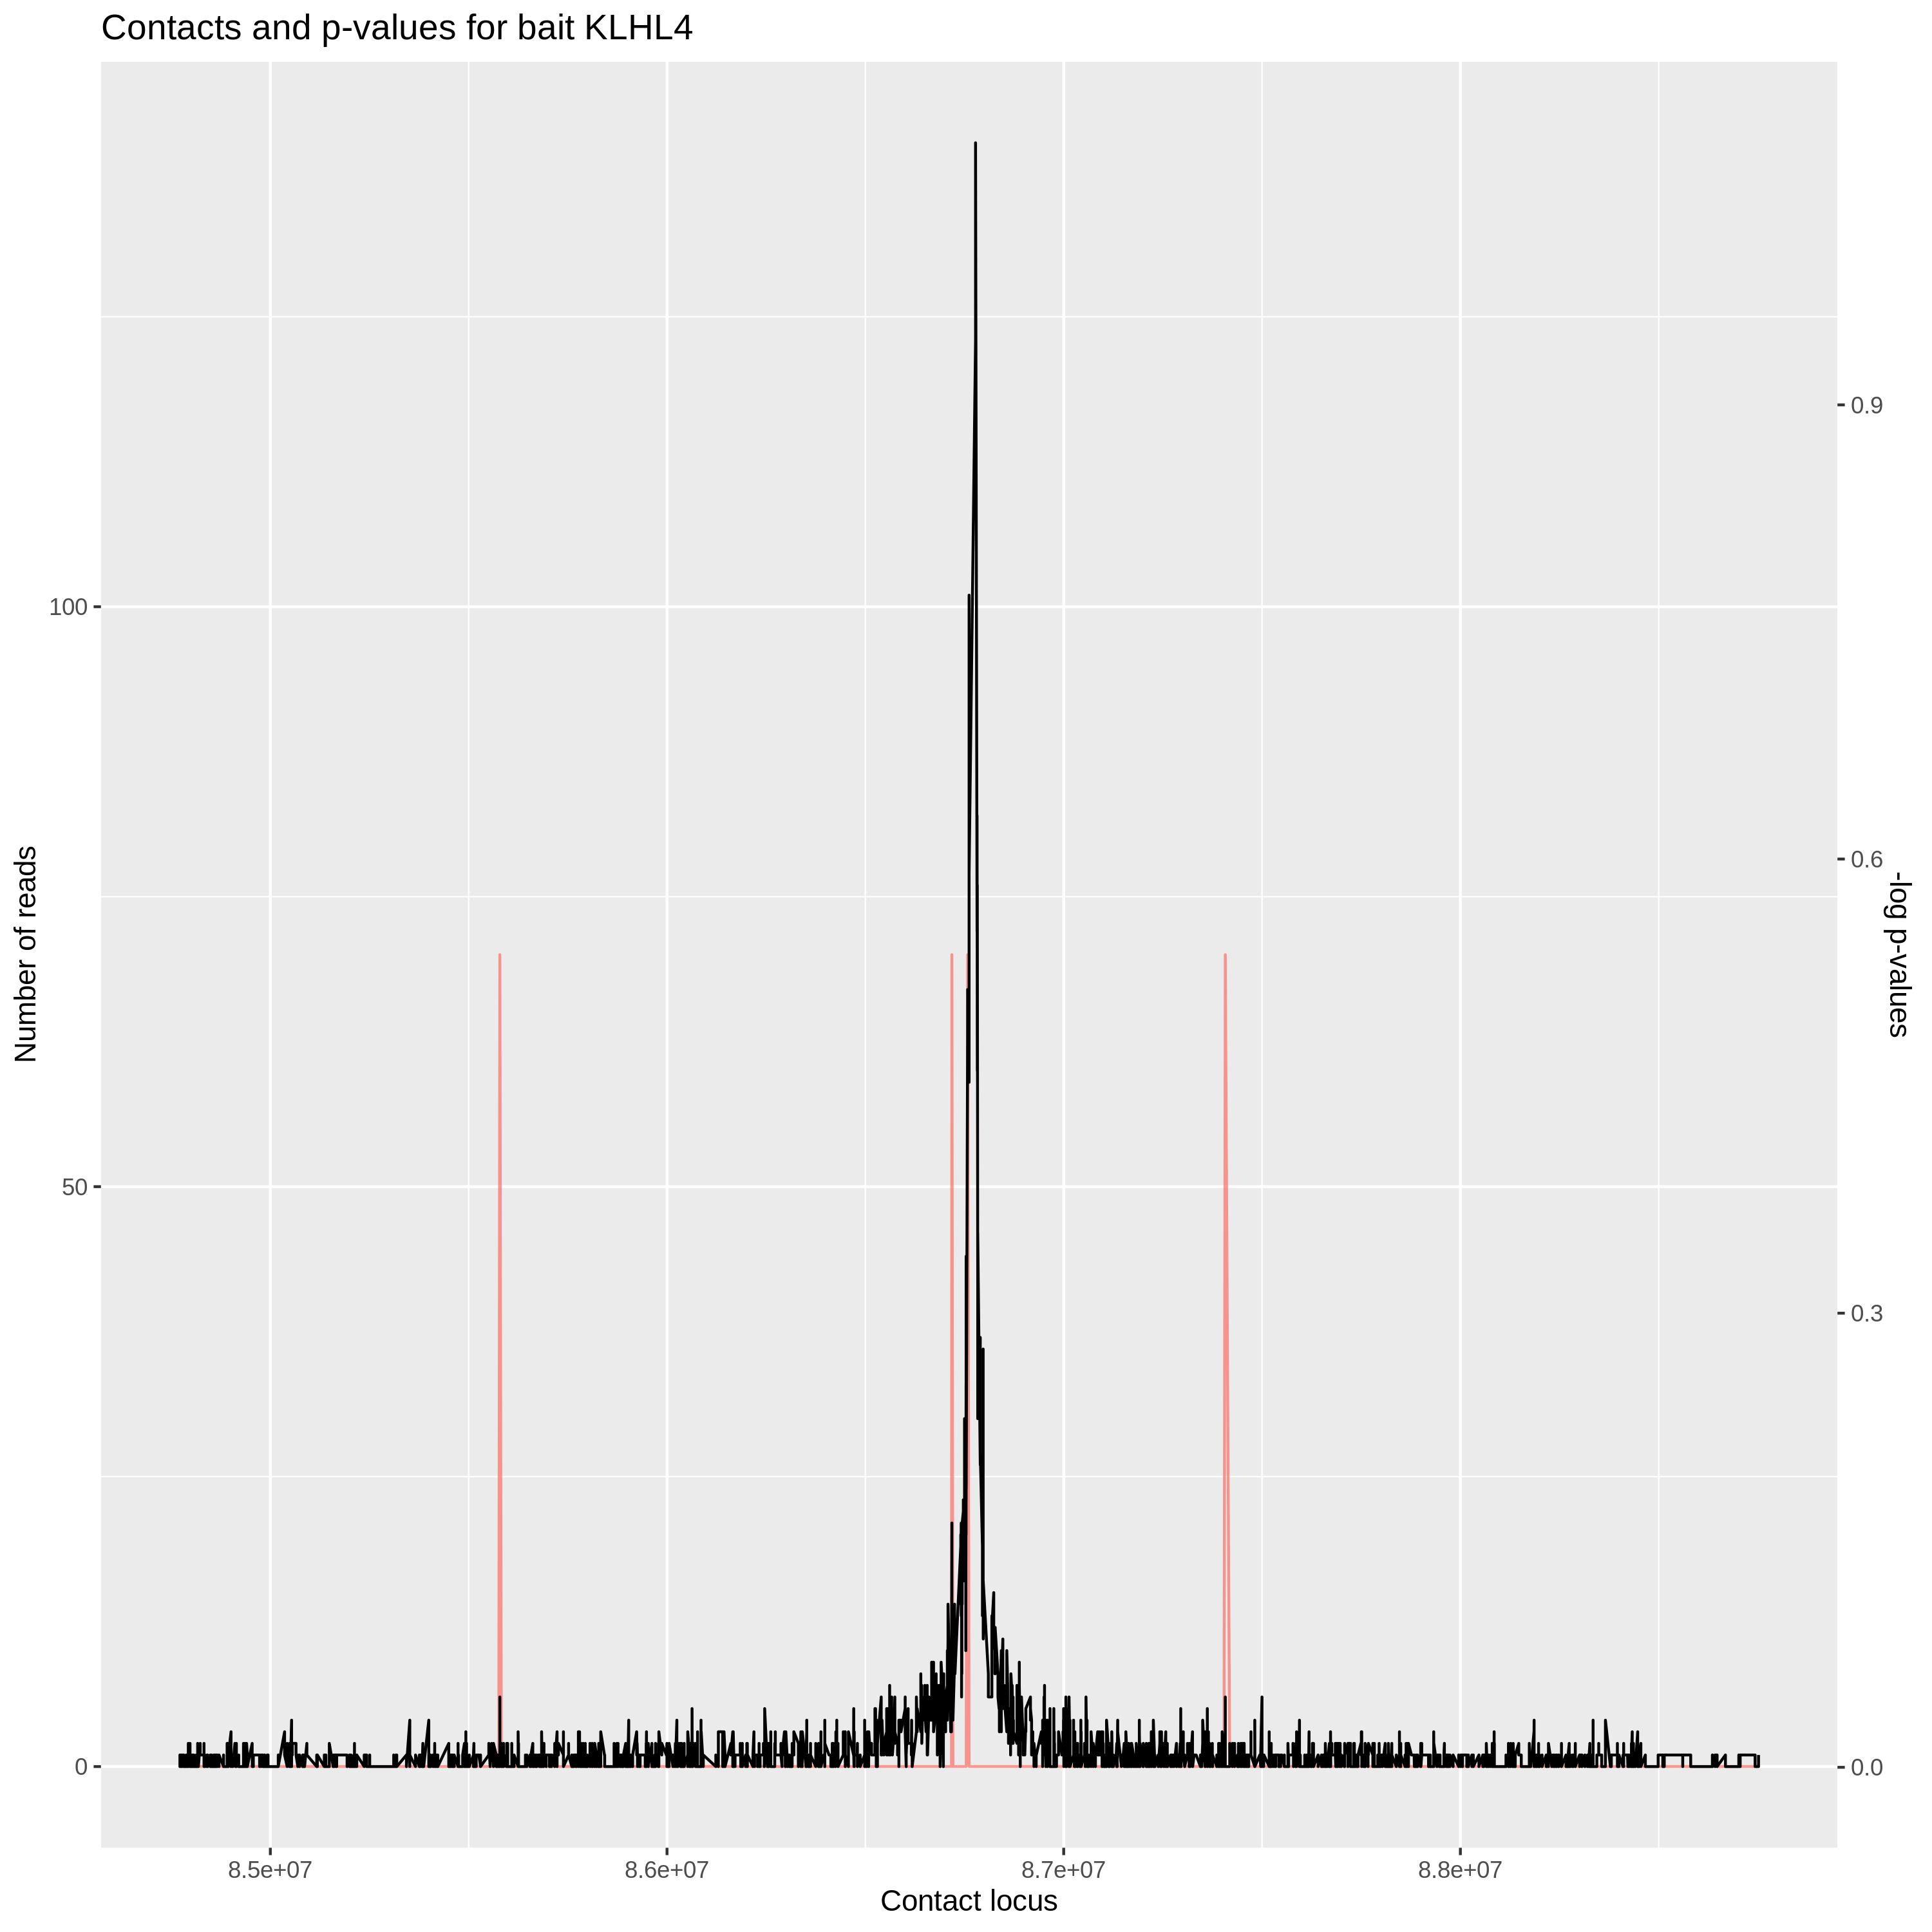 Contacts and p-values for bait KLHL4
Number of reads
100
50
0
0.9
0.6
0.3
0.0
-log p-values
8.5e+07 8.6e+07 8.7e+07 8.8e+07
Contact locus